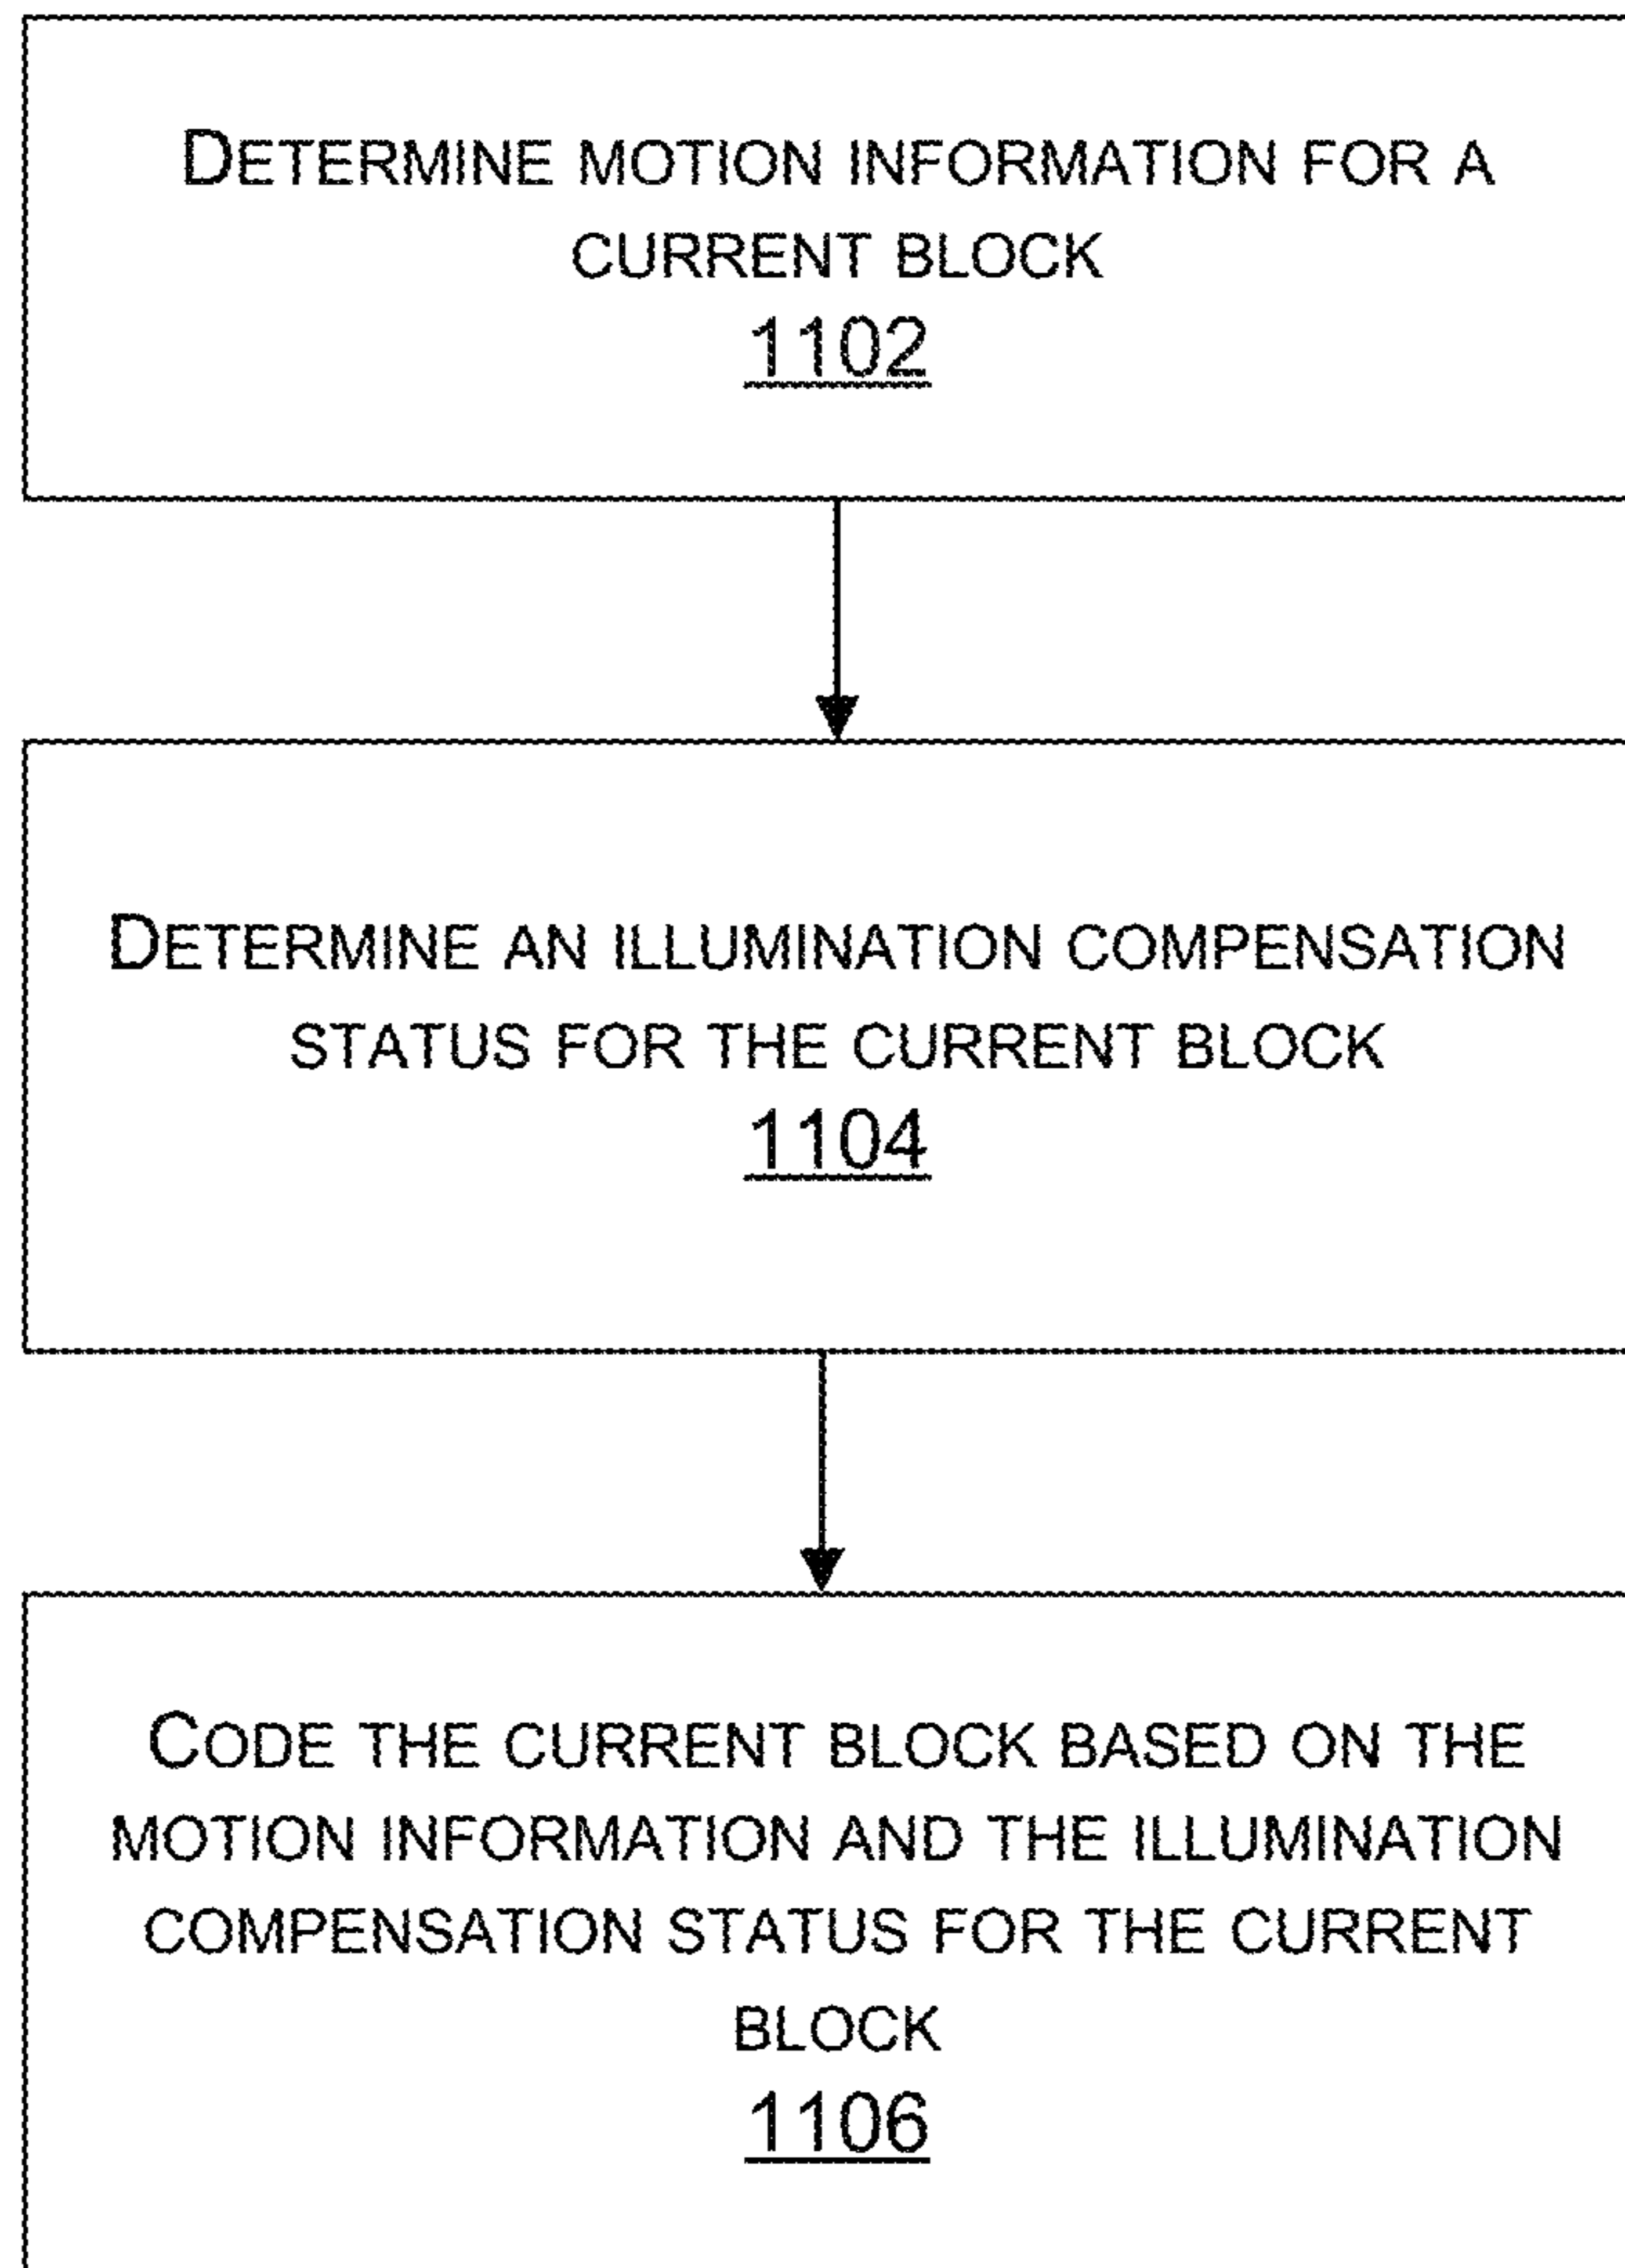 DETERMINE MOTION INFORMATION FOR A
CURRENT BLOCK
1102
DETERMINE AN ILLUMINATION COMPENSATION
STATUS FOR THE CURRENT BLOCK
1104
CODE THE CURRENT BLOCK BASED ON THE
MOTION INFORMATION AND THE ILLUMINATION
COMPENSATION STATUS FOR THE CURRENT
BLOCK
1106